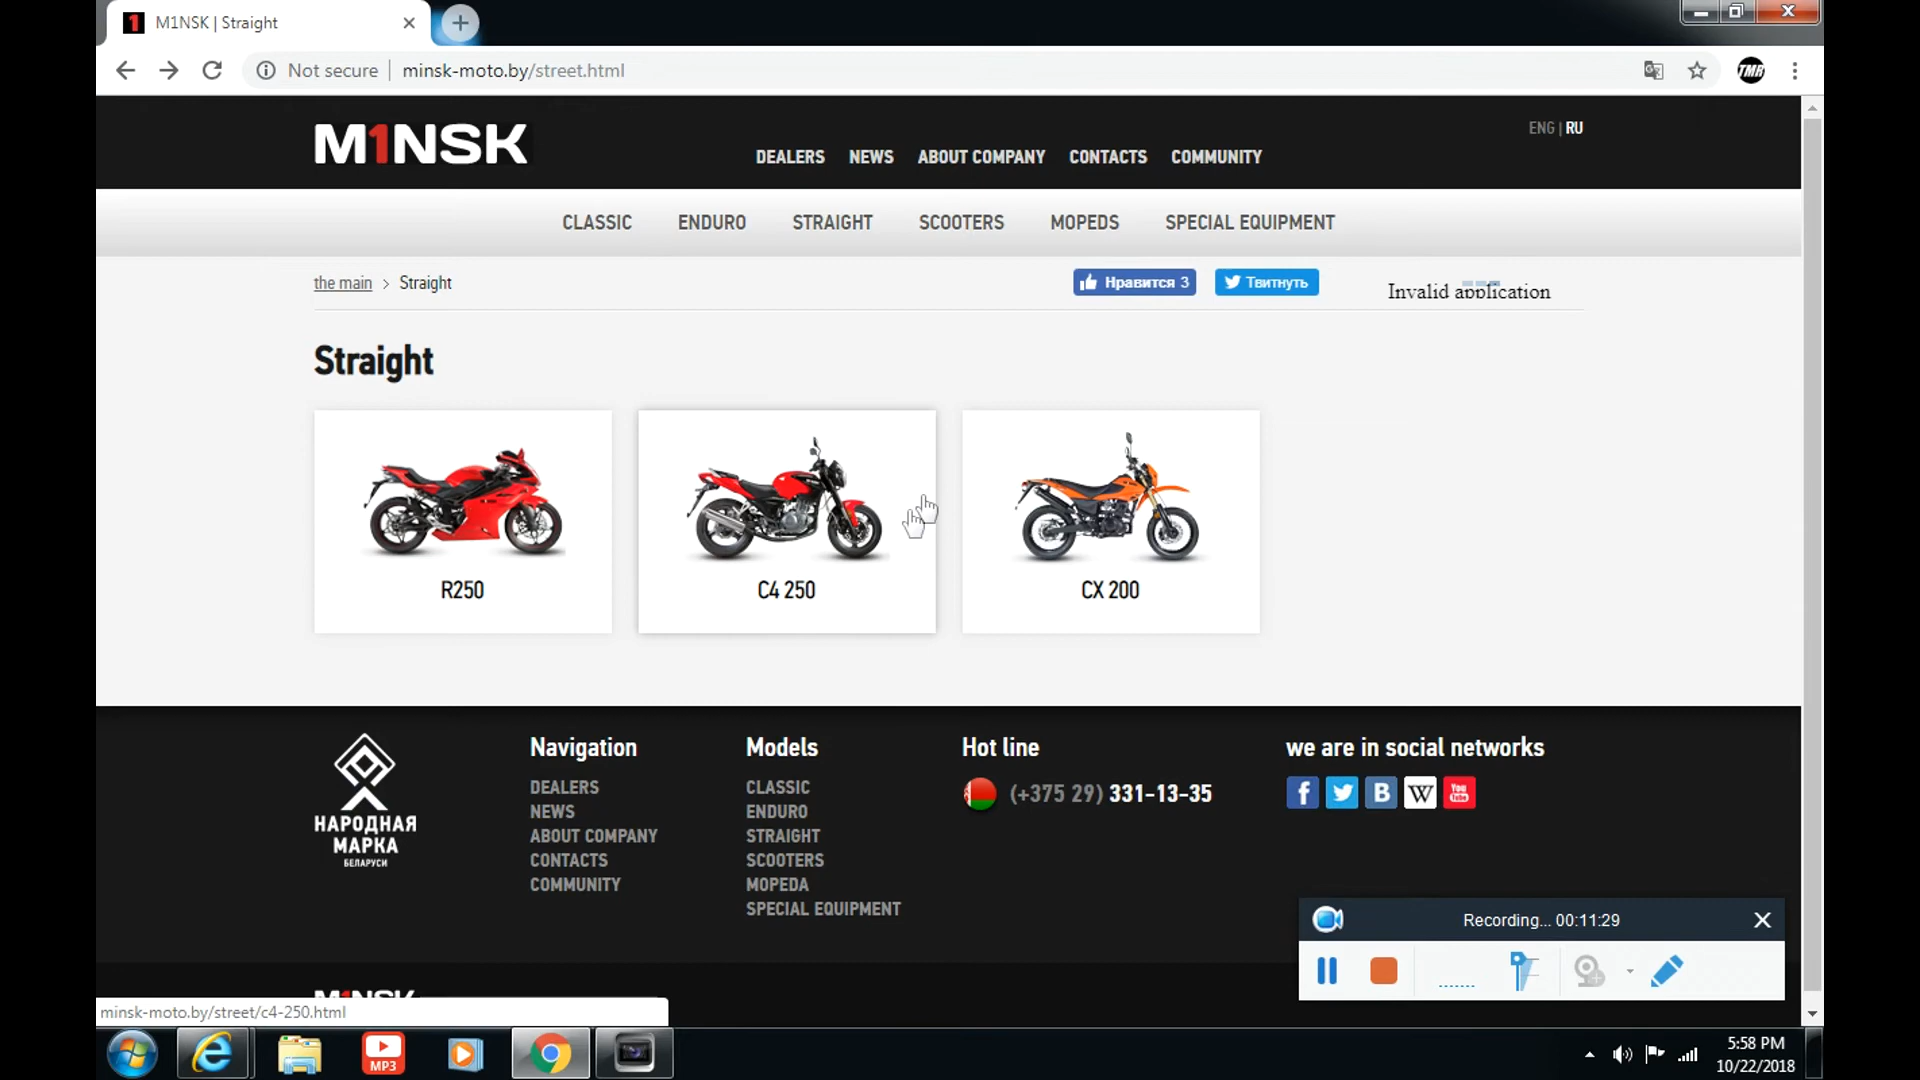 M1NSK | Straight
Not secure | minsk-moto.by/street.html
TMR
M1NSK
ENG | RU
DEALERS NEWS ABOUT COMPANY CONTACTS COMMUNITY
CLASSIC ENDURO STRAIGHT SCOOTERS MOPEDS SPECIAL EQUIPMENT
the main > Straight
Нравится 3
Твитнуть
Invalid application
Straight
R250
C4 250
CX 200
НАРОДНАЯ
МАРКА
БЕЛАРУСИ
Navigation
DEALERS
NEWS
ABOUT COMPANY
CONTACTS
COMMUNITY
Models
CLASSIC
ENDURO
STRAIGHT
SCOOTERS
MOPEDA
SPECIAL EQUIPMENT
Hot line
(+375 29) 331-13-35
we are in social networks
f B W You Tube
Recording... 00:11:29
M1NSK
minsk-moto.by/street/c4-250.html
MP3
5:58 PM
10/22/2018